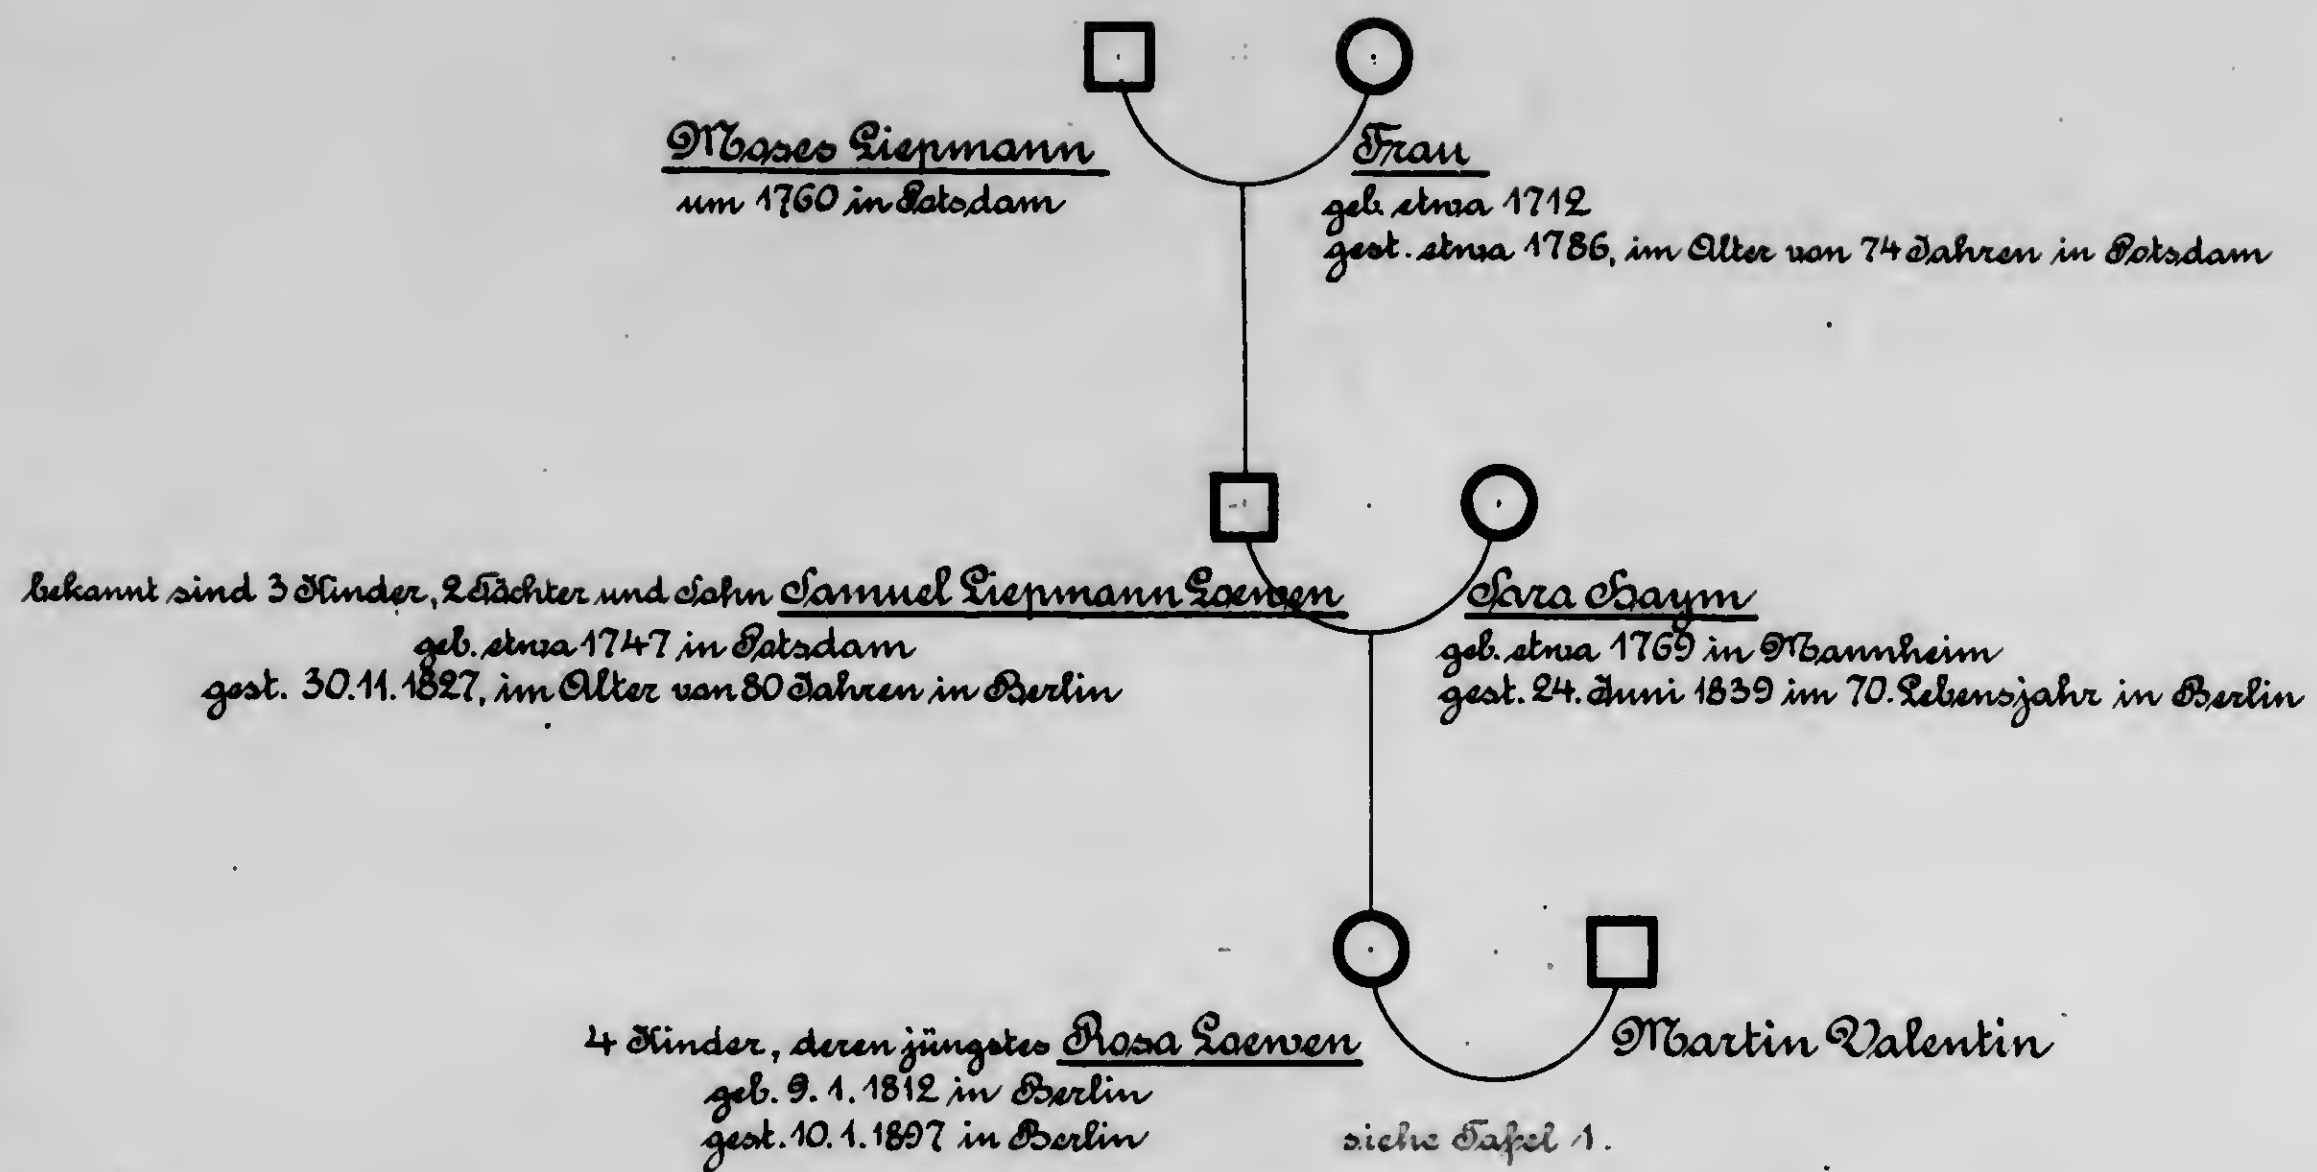 Moses Liepmann
um 1760 in Potsdam
Frau
geb. etwa 1712
gest. etwa 1786, im Alter von 74 Jahren in Potsdam
bekannt sind 3 Kinder, 2 Töchter und Sohn Samuel Liepmann Loewen
geb. etwa 1747 in Potsdam
gest. 30.11.1827, im Alter von 80 Jahren in Berlin
Sara Haym
geb. etwa 1769 in Mannheim
gest. 24. Juni 1839 im 70. Lebensjahr in Berlin
4 Kinder, deren jüngstes Rosa Loewen
geb. 9. 1. 1812 in Berlin
gest. 10. 1. 1897 in Berlin
Martin Valentin
siehe Tafel 1.